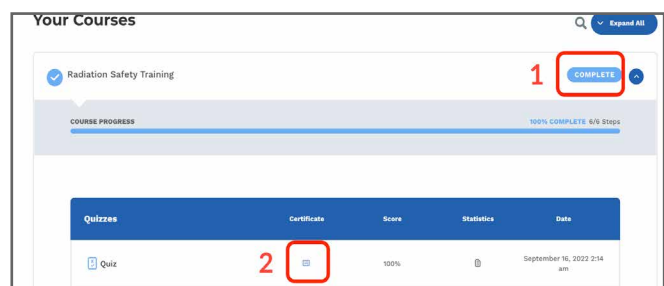 Your Courses
Expand All
Radiation Safety Training
1
COMPLETE
COURSE PROGRESS
100% COMPLETE 6/6 Steps
Quizzes Certificate Score Statistics Date
2
Quiz 100% September 16, 2022 2:14
am